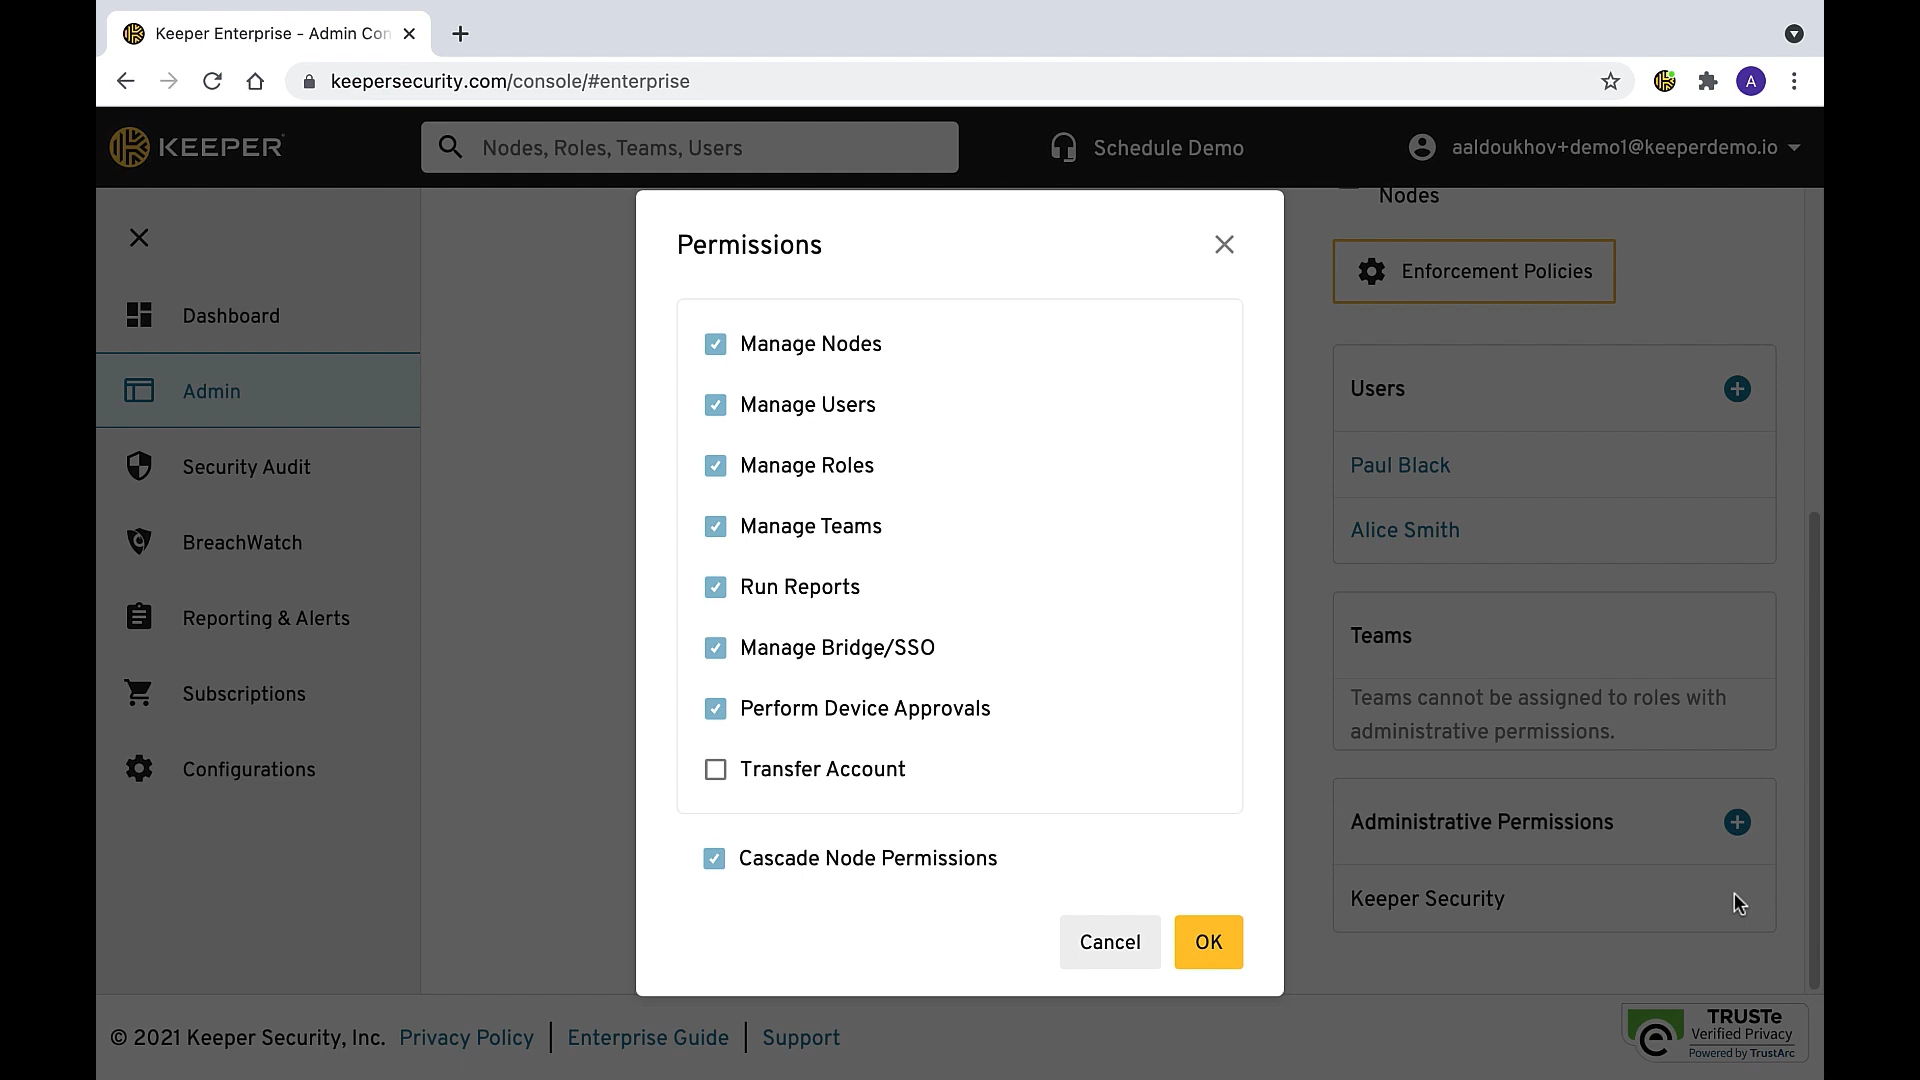 Keeper Enterprise - Admin Con
keepersecurity.com/console/#enterprise
A
KEEPER
Nodes, Roles, Teams, Users
Schedule Demo
aaldoukhov+demo1@keeperdemo.io
Dashboard
Admin
Security Audit
BreachWatch
Reporting & Alerts
Subscriptions
Configurations
Permissions
Manage Nodes
Manage Users
Manage Roles
Manage Teams
Run Reports
Manage Bridge/SSO
Perform Device Approvals
Transfer Account
Cascade Node Permissions
Cancel
OK
Nodes
Enforcement Policies
Users
Paul Black
Alice Smith
Teams
Teams cannot be assigned to roles with
administrative permissions.
Administrative Permissions
Keeper Security
© 2021 Keeper Security, Inc. Privacy Policy | Enterprise Guide | Support
TRUSTe
Verified Privacy
Powered by TrustArc